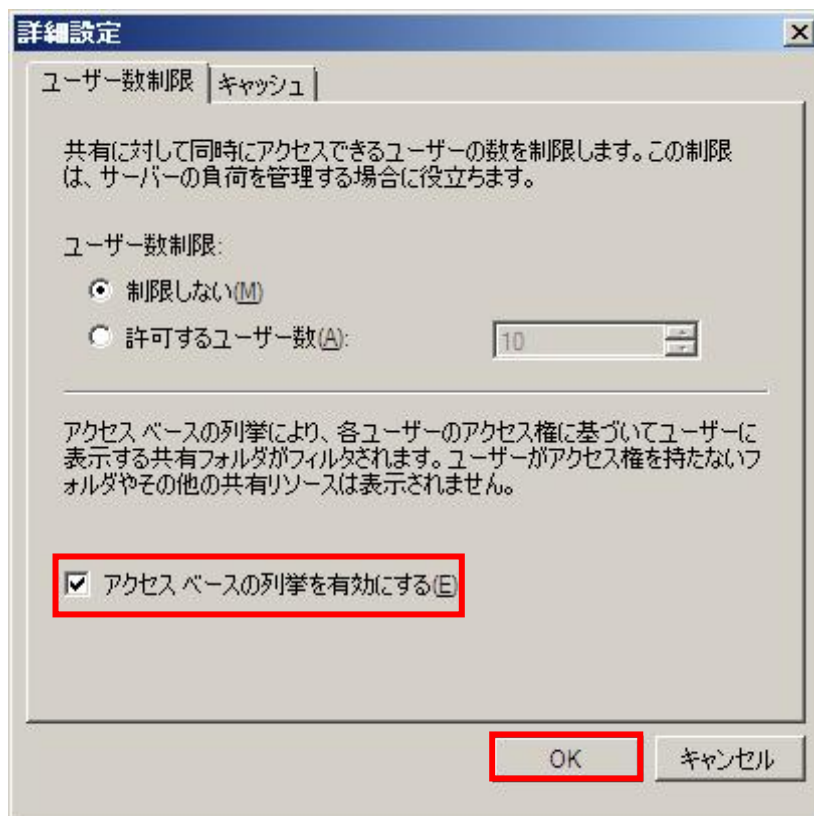 詳細設定
ユーザー数制限 キャッシュ
共有に対して同時にアクセスできるユーザーの数を制限します。この制限
は、サーバーの負荷を管理する場合に役立ちます。
ユーザー数制限:
制限しない(M)
許可するユーザー数(A): 10
アクセス ベースの列挙により、各ユーザーのアクセス権に基づいてユーザーに
表示する共有フォルダがフィルタされます。ユーザーがアクセス権を持たないフ
ォルダやその他の共有リソースは表示されません。
アクセス ベースの列挙を有効にする(E)
OK キャンセル